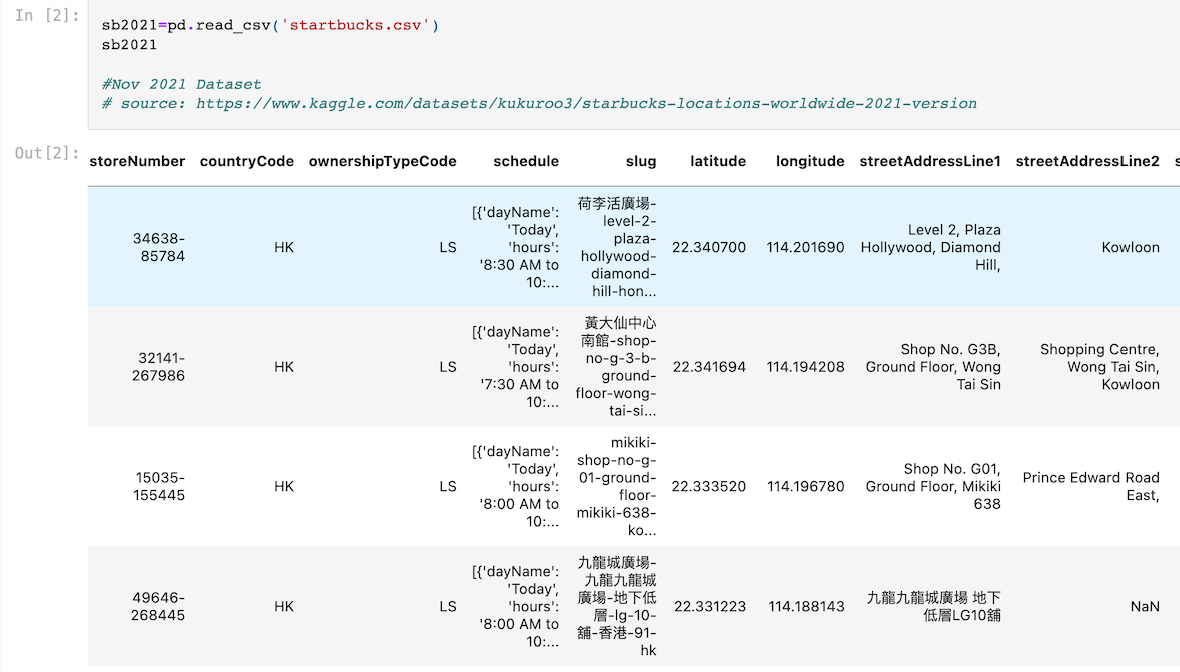 In [2]:
sb2021=pd.read_csv('startbucks.csv')
sb2021
#Nov 2021 Dataset
# source: https://www.kaggle.com/datasets/kukuroo3/starbucks-locations-worldwide-2021-version
Out[2]:
storeNumber countryCode ownershipTypeCode schedule slug latitude longitude streetAddressLine1 streetAddressLine2 s
34638-
85784
HK
LS
[{'dayName':
'Today',
'hours':
'8:30 AM to
10:...
荷李活廣場-
level-2-
plaza-
hollywood-
diamond-
hill-hon...
22.340700
114.201690
Level 2, Plaza
Hollywood, Diamond
Hill,
Kowloon
32141-
267986
HK
LS
[{'dayName':
'Today',
'hours':
'7:30 AM to
10:...
黃大仙中心
南館-shop-
no-g-3-b-
ground-
floor-wong-
tai-si...
22.341694
114.194208
Shop No. G3B,
Ground Floor, Wong
Tai Sin
Shopping Centre,
Wong Tai Sin,
Kowloon
15035-
155445
HK
LS
[{'dayName':
'Today',
'hours':
'8:00 AM to
10:...
mikiki-
shop-no-g-
01-ground-
floor-
mikiki-638-
ko...
22.333520
114.196780
Shop No. G01,
Ground Floor, Mikiki
638
Prince Edward Road
East,
49646-
268445
HK
LS
[{'dayName':
'Today',
'hours':
'8:00 AM to
10:...
九龍城廣場-
九龍九龍城
廣場-地下低
層-lg-10-
舖-香港-91-
hk
22.331223
114.188143
九龍九龍城廣場 地下
低層LG10舖
NaN